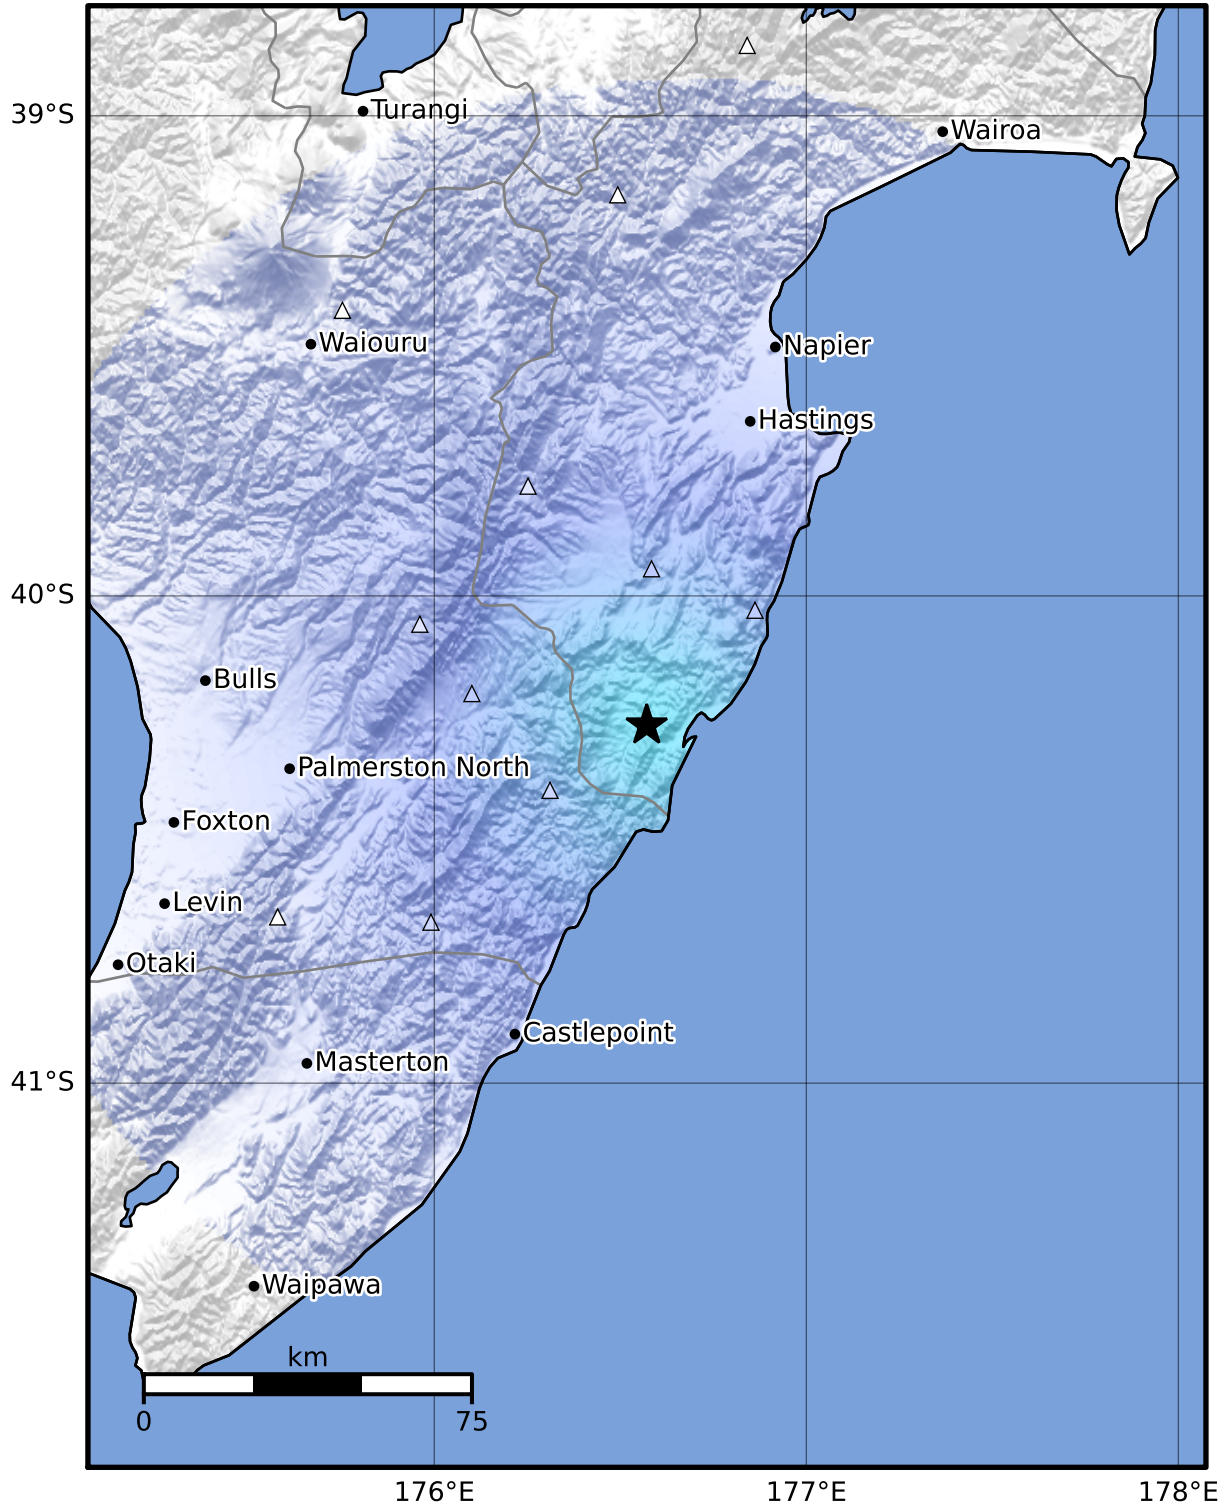 Turangi
39°S
Wairoa
Waiouru
Napier
Hastings
40°S
Bulls
Palmerston North
Foxton
Levin
Otaki
Castlepoint
Masterton
41°S
Waipawa
km
0
75
176°E
177°E
178°E